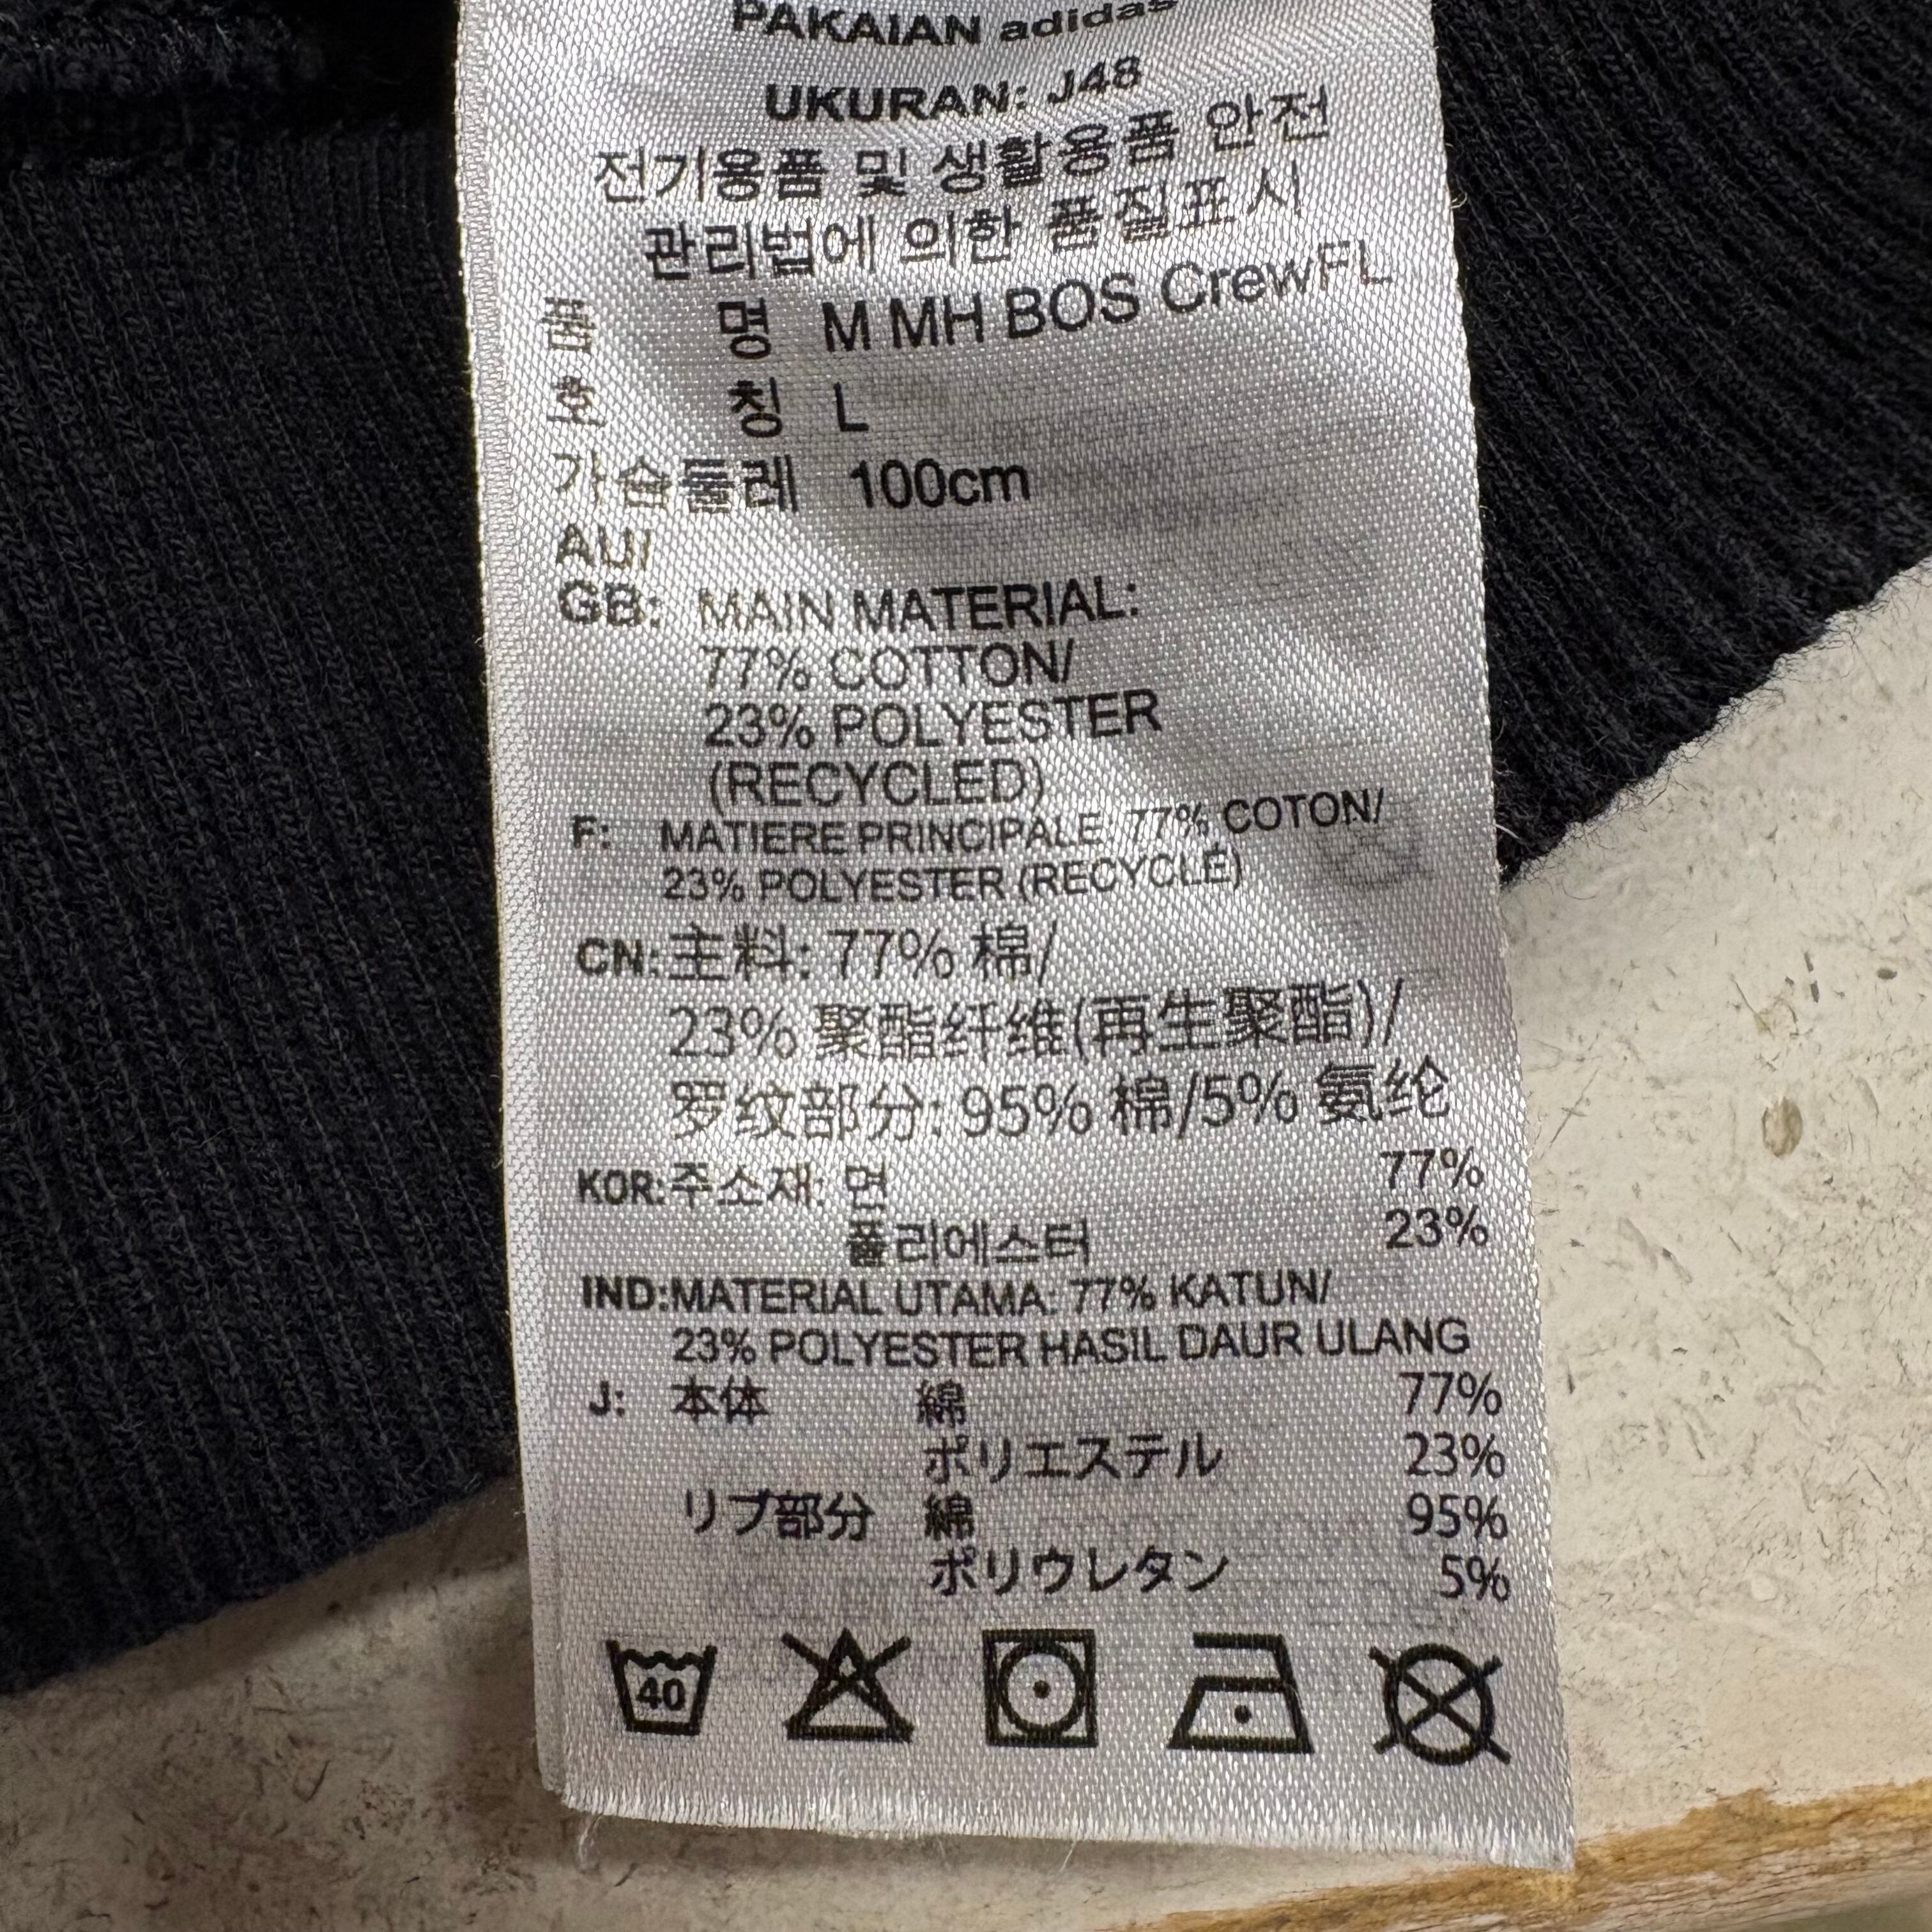 PAKAIAN adidas
UKURAN: J48
전기용품 및 생활용품 안전
관리법에 의한 품질표시
품 명 M MH BOS CrewFL
호 칭 L
가슴둘레 100cm
AU/
GB: MAIN MATERIAL:
77% COTTON/
23% POLYESTER
(RECYCLED)
F: MATIERE PRINCIPALE: 77% COTON/
23% POLYESTER (RECYCLÉ)
CN: 主料: 77% 棉/
23% 聚酯纤维(再生聚酯)/
罗纹部分: 95% 棉/5% 氨纶
KOR: 주소재: 면 77%
폴리에스터 23%
IND: MATERIAL UTAMA: 77% KATUN/
23% POLYESTER HASIL DAUR ULANG
J: 本体 綿 77%
ポリエステル 23%
リブ部分 綿 95%
ポリウレタン 5%
40